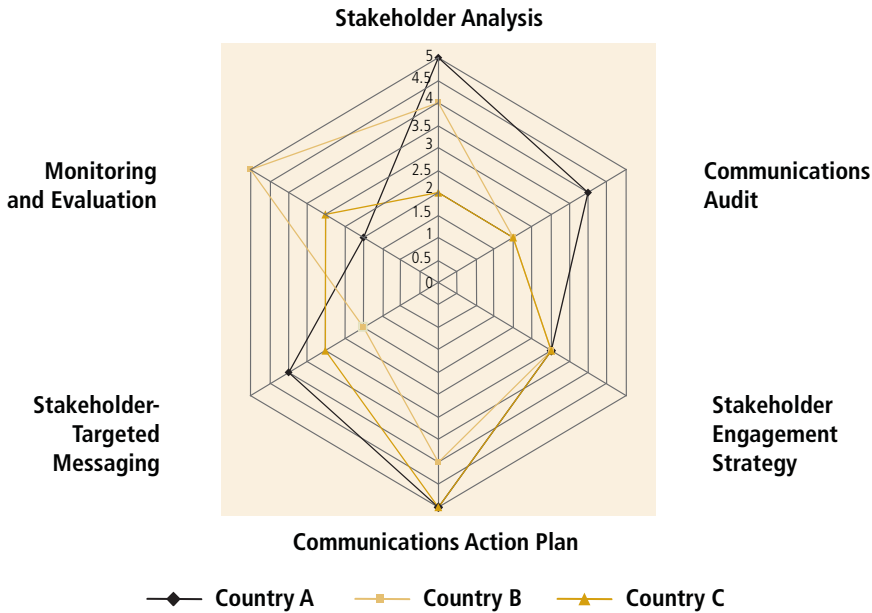 Stakeholder Analysis
5
4.5
4
3.5
3
2.5
2
1.5
1
0.5
0
Monitoring
and Evaluation
Communications
Audit
Stakeholder-
Targeted
Messaging
Stakeholder
Engagement
Strategy
Communications Action Plan
Country A
Country B
Country C